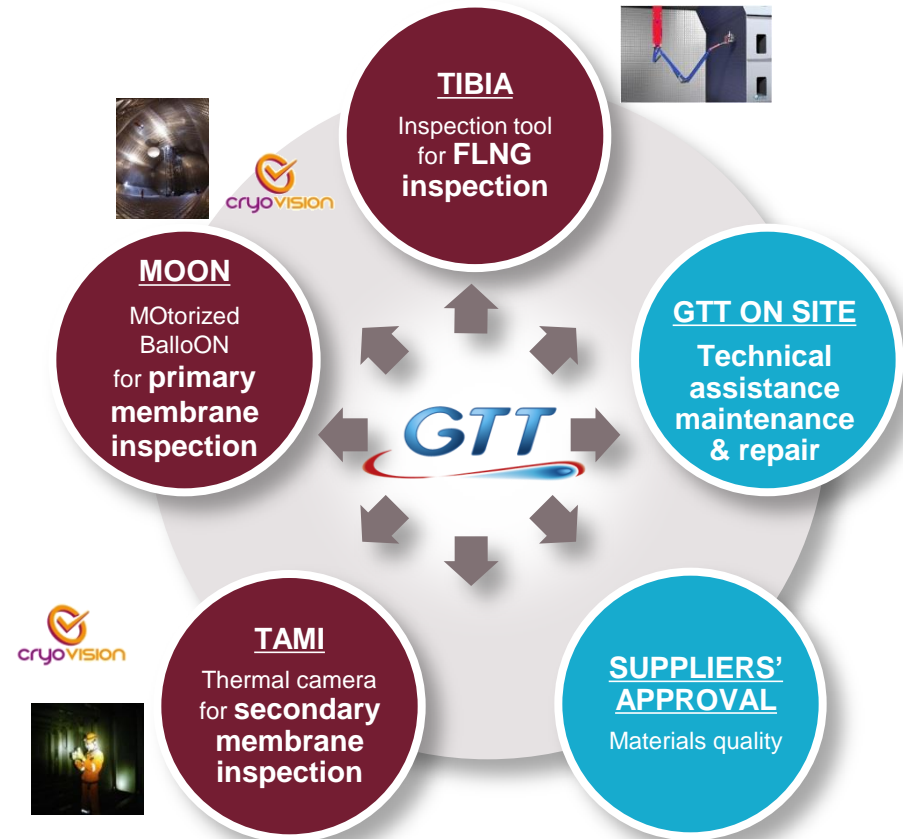 TIBIA
Inspection tool
for FLNG
inspection
cryovision
MOON
MOtorized
BalloON
for primary
membrane
inspection
GTT ON SITE
Technical
assistance
maintenance
& repair
GTT
cryovision
TAMI
Thermal camera
for secondary
membrane
inspection
SUPPLIERS’
APPROVAL
Materials quality